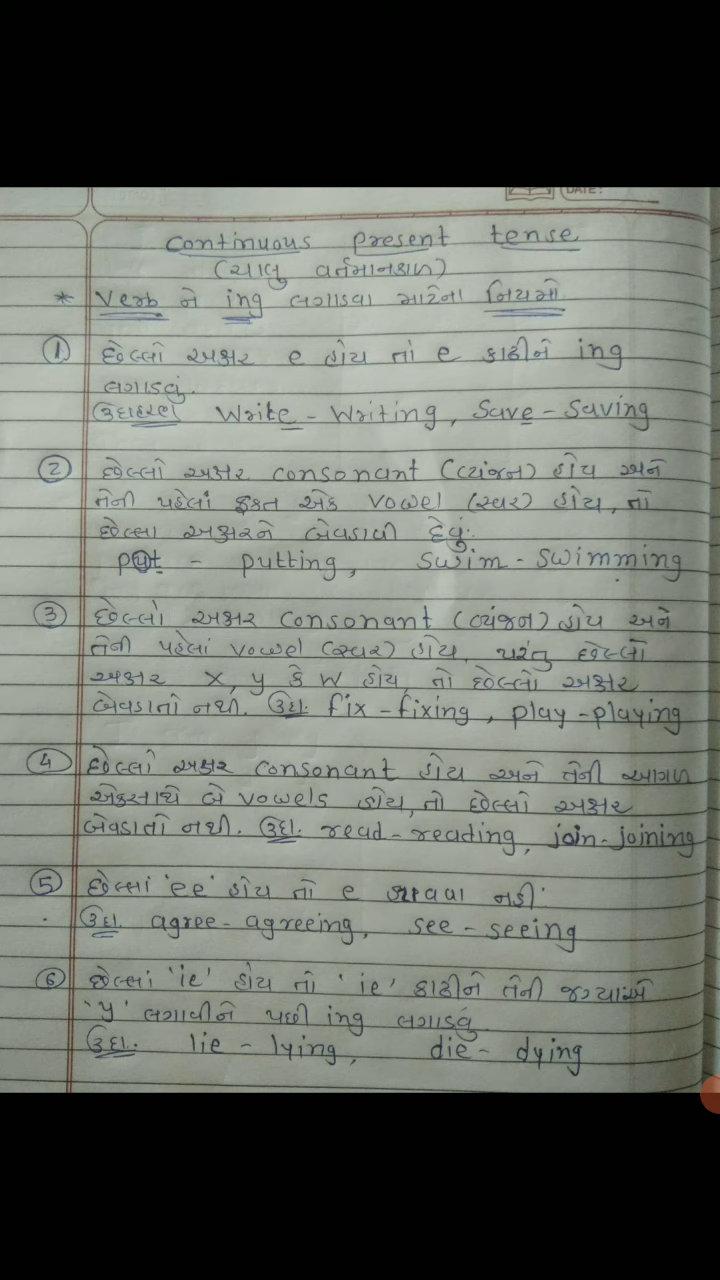 DATE:
Continuous present tense
(ચાલુ વર્તમાનકાળ)
* Verb ને ing લગાડવા માટેના નિયમો
① છેલ્લો અક્ષર e હોય તો e કાઢીને ing
લગાડવું.
ઉદાહરણ Write - Writing, Save - Saving
② છેલ્લો અક્ષર consonant (વ્યંજન) હોય અને
તેની પહેલાં ફકત એક vowel (સ્વર) હોય, તો
છેલ્લા અક્ષરને બેવડાવી દેવું.
put - putting, swim - swimming
③ છેલ્લો અક્ષર consonant (વ્યંજન) હોય અને
તેની પહેલાં vowel (સ્વર) હોય, પરંતુ છેલ્લો
અક્ષર x, y કે w હોય, તો છેલ્લો અક્ષર
બેવડાતો નથી. ઉદા. fix - fixing, play - playing
④ છેલ્લો અક્ષર consonant હોય અને તેની આગળ
એકસાથે બે vowels હોય, તો છેલ્લો અક્ષર
બેવડાતો નથી. ઉદા. read - reading, join - joining
⑤ છેલ્લાં 'ee' હોય તો e નહી.
ઉદા. agree - agreeing, see - seeing
⑥ છેલ્લાં 'ie' હોય તો 'ie' કાઢીને તેની જગ્યાએ
'y' લગાવીને પછી ing લગાડવું
ઉદા. lie - lying, die - dying